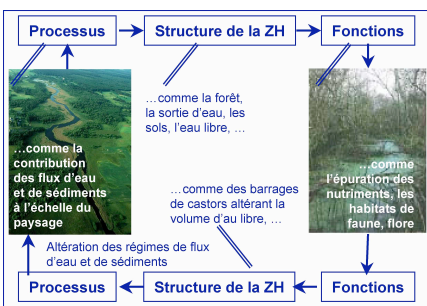 Processus
Structure de la ZH
Fonctions
…comme la forêt,
la sortie d'eau, les
sols, l'eau libre, …
…comme la
contribution
des flux d'eau
et de sédiments
à l'échelle du
paysage
…comme
l'épuration des
nutriments, les
habitats de
faune, flore
…comme des barrages
de castors altérant la
volume d'au libre, …
Altération des régimes de flux
d'eau et de sédiments
Processus
Structure de la ZH
Fonctions